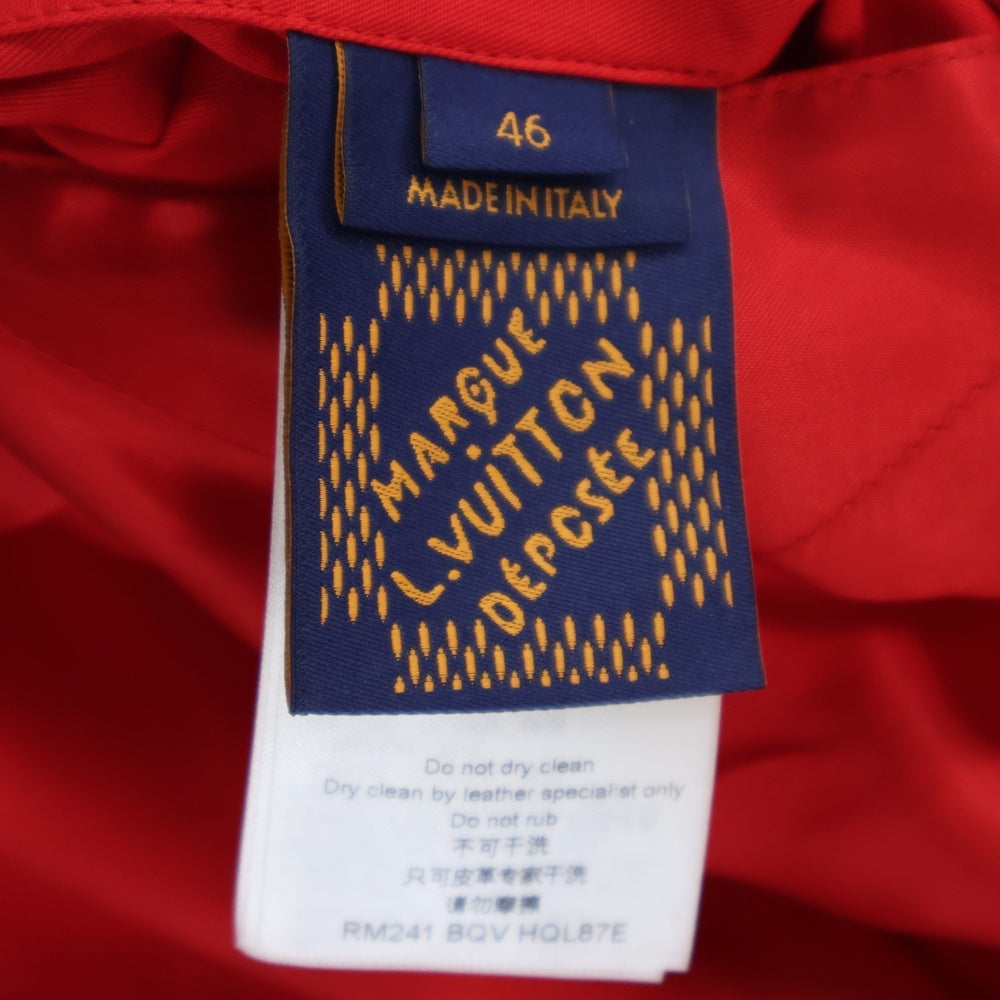 46
MADE IN ITALY
MARQUE
L.VUITTON
DÉPOSÉE
Do not dry clean
Dry clean by leather specialist only
Do not rub
不可干洗
只可皮革专家干洗
请勿摩擦
RM241 BQV HQL87E